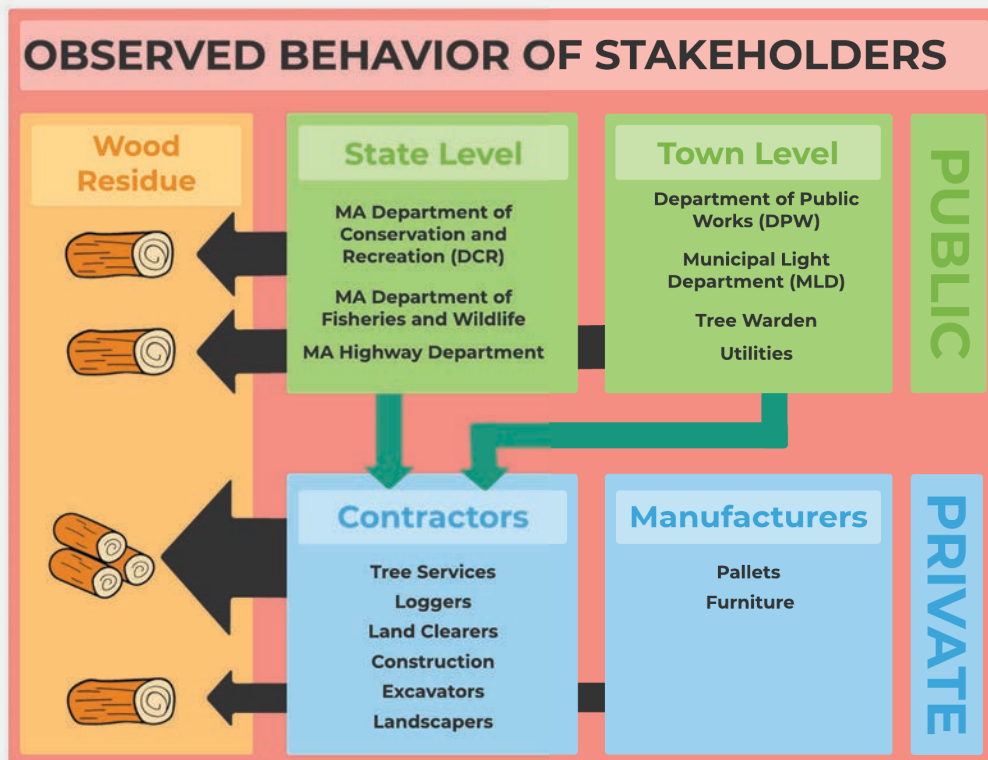 OBSERVED BEHAVIOR OF STAKEHOLDERS
Wood
Residue
State Level
MA Department of
Conservation and
Recreation (DCR)
MA Department of
Fisheries and Wildlife
MA Highway Department
Town Level
Department of Public
Works (DPW)
Municipal Light
Department (MLD)
Tree Warden
Utilities
PUBLIC
Contractors
Tree Services
Loggers
Land Clearers
Construction
Excavators
Landscapers
Manufacturers
Pallets
Furniture
PRIVATE